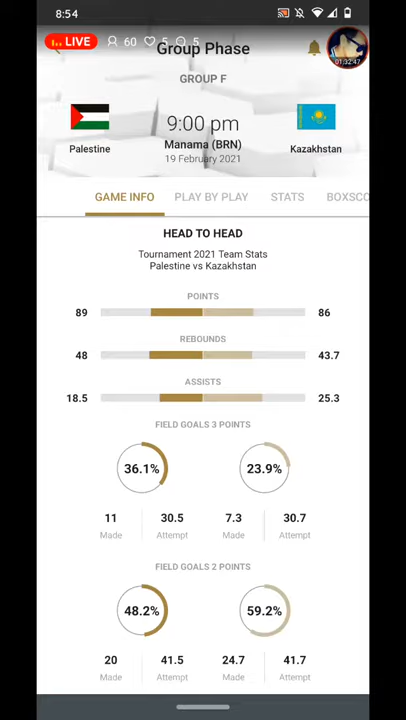 8:54
LIVE 60 5 5
Group Phase
01:32:47
GROUP F
9:00 pm
Palestine
Manama (BRN)
Kazakhstan
19 February 2021
GAME INFO PLAY BY PLAY STATS BOXSCO
HEAD TO HEAD
Tournament 2021 Team Stats
Palestine vs Kazakhstan
POINTS
89 86
REBOUNDS
48 43.7
ASSISTS
18.5 25.3
FIELD GOALS 3 POINTS
36.1% 23.9%
11 30.5 7.3 30.7
Made Attempt Made Attempt
FIELD GOALS 2 POINTS
48.2% 59.2%
20 41.5 24.7 41.7
Made Attempt Made Attempt